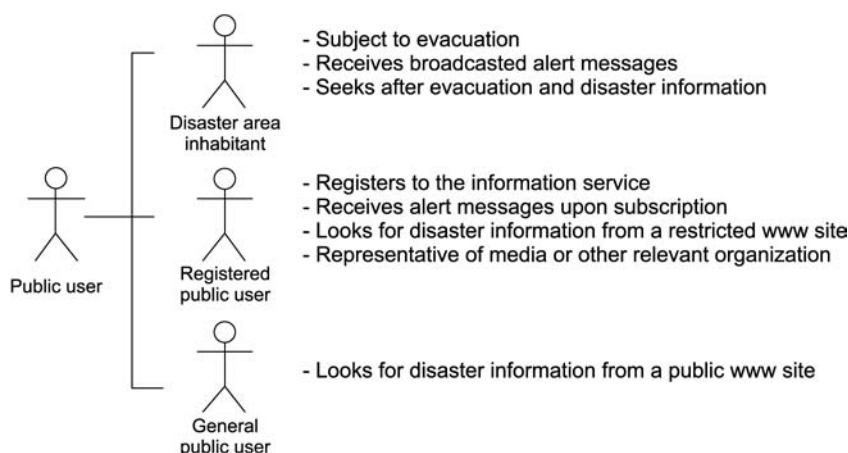 - Subject to evacuation
- Receives broadcasted alert messages
- Seeks after evacuation and disaster information
Disaster area
inhabitant
- Registers to the information service
- Receives alert messages upon subscription
- Looks for disaster information from a restricted www site
- Representative of media or other relevant organization
Public user
Registered
public user
- Looks for disaster information from a public www site
General
public user